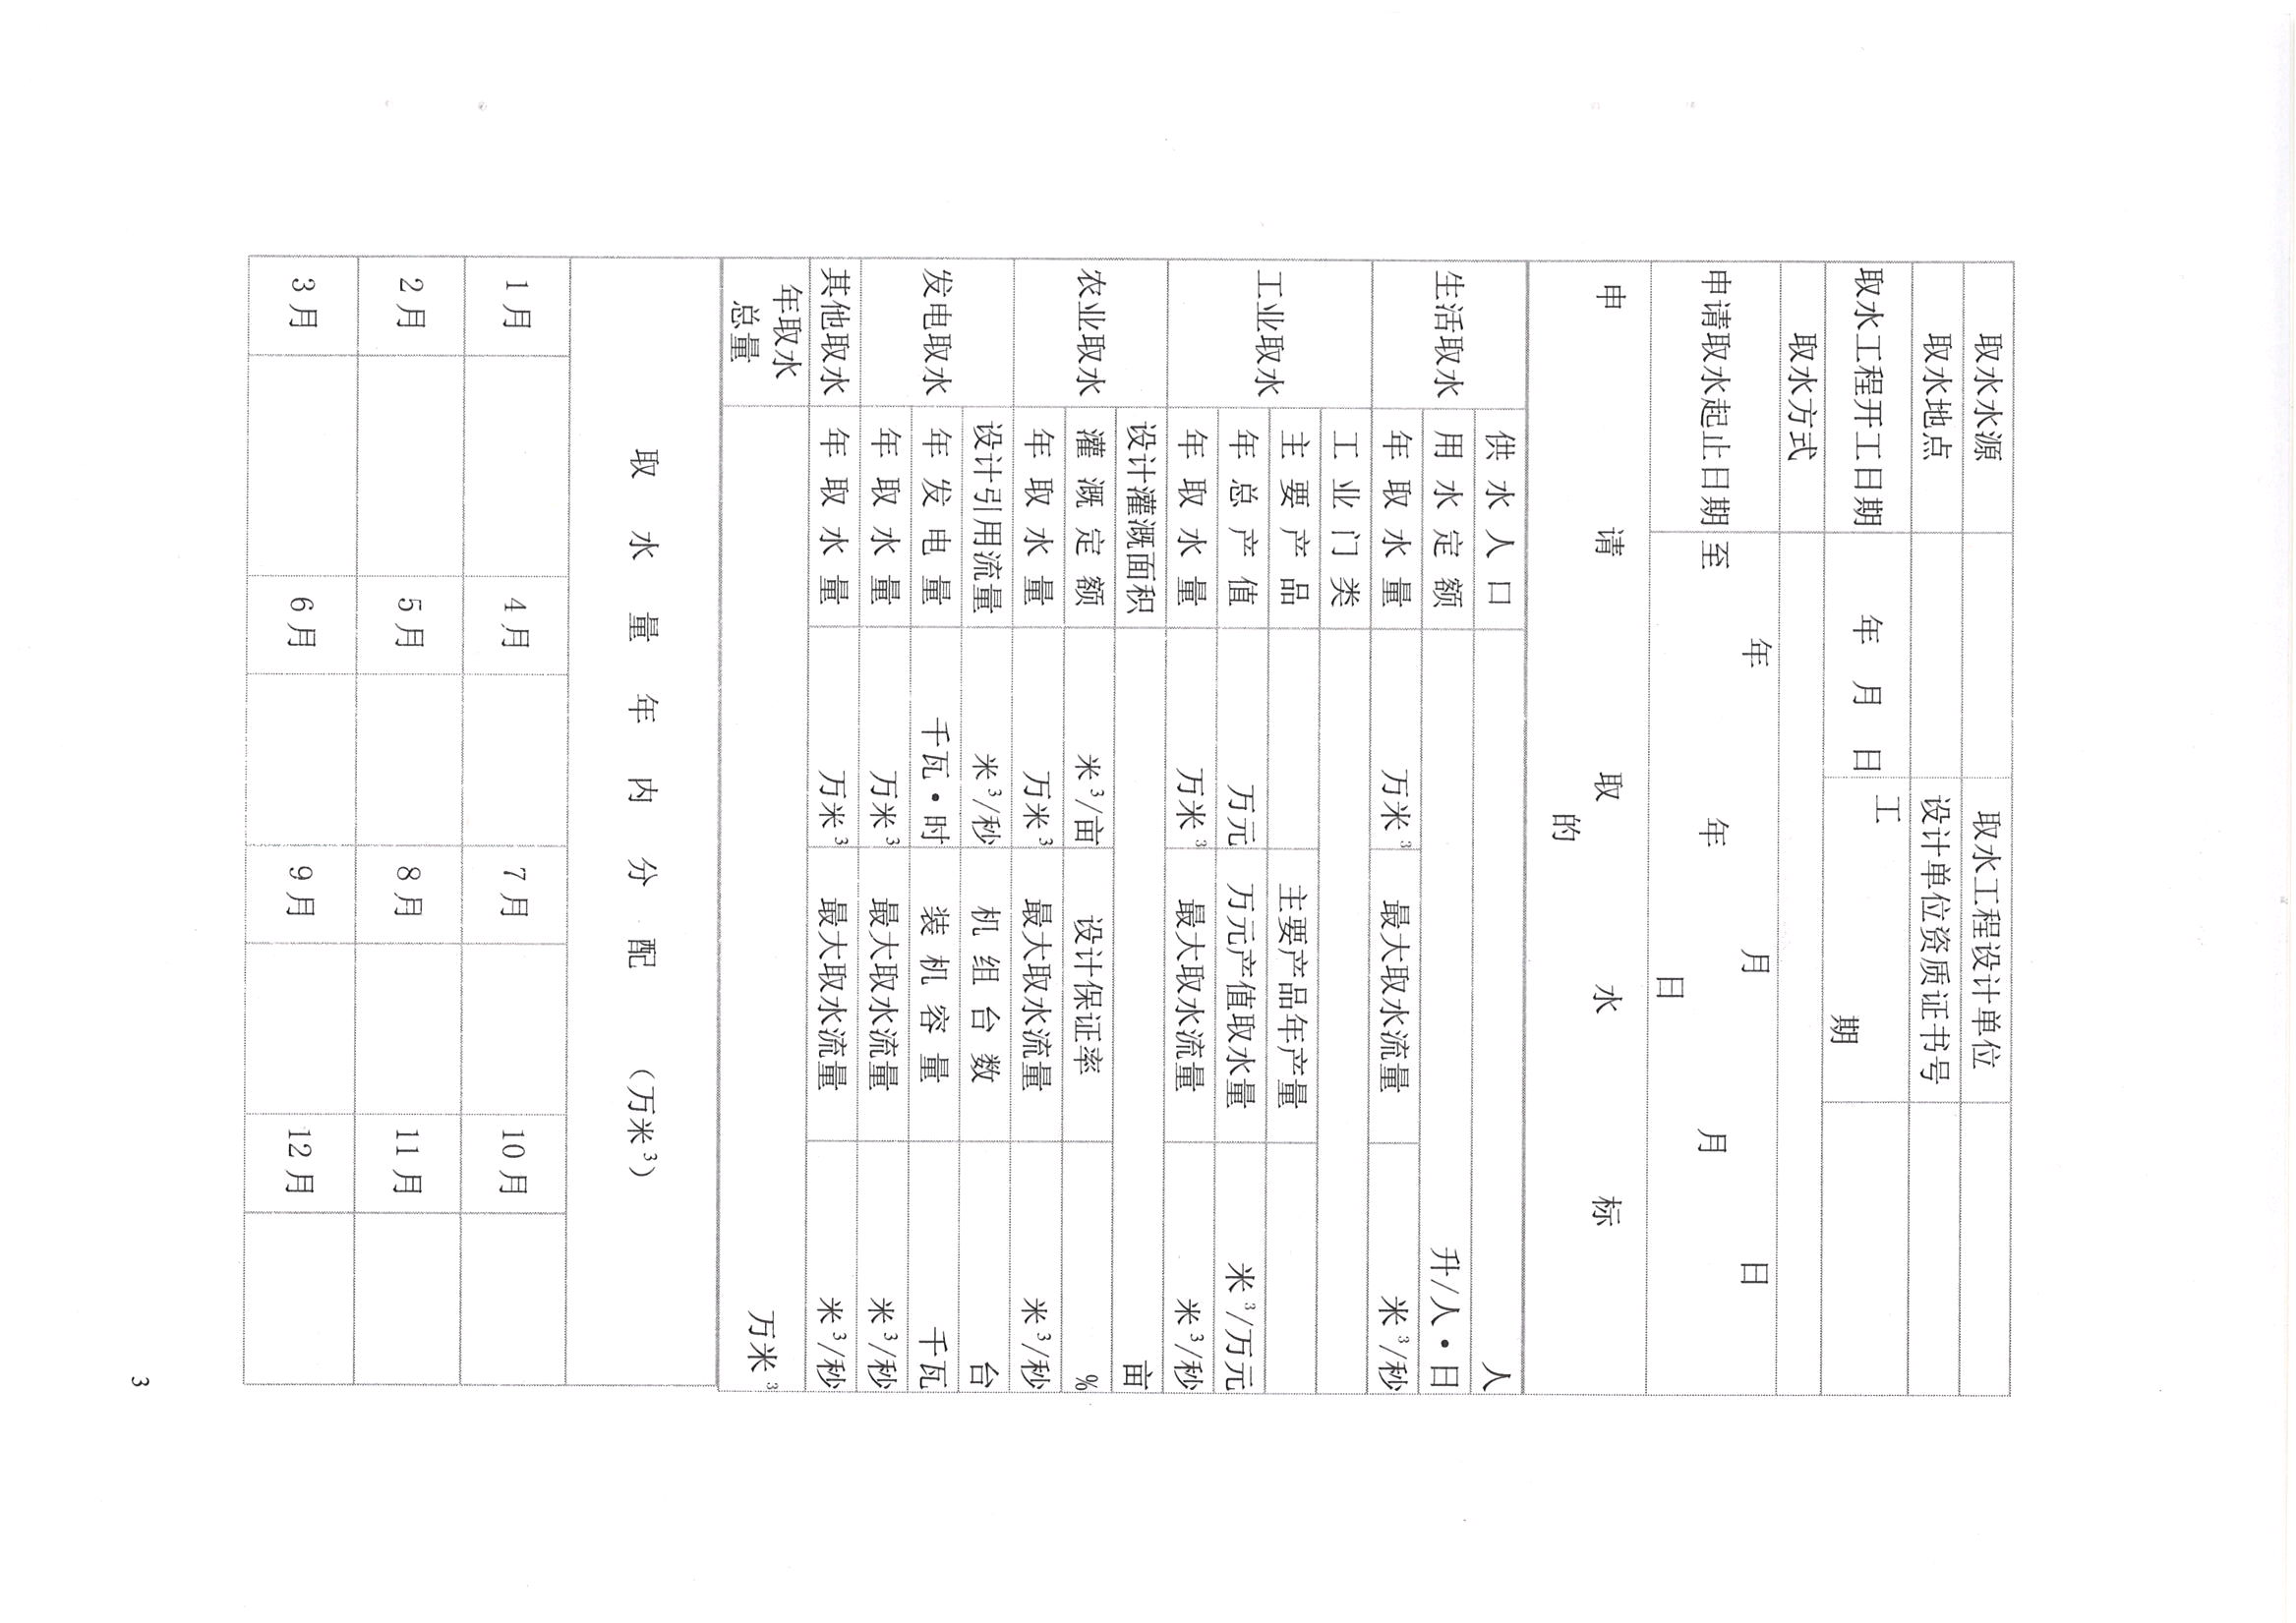 取水水源 取水工程设计单位
取水地点 设计单位资质证书号
取水工程开工日期 年 月 日 工 期
取水方式
申请取水起止日期 年 月 日
至 年 月
日
申 请 取 水 标
的
生活取水 供水人口 人
用水定额 升/人·日
年取水量 万米³ 最大取水流量 米³/秒
工业取水 工业门类
主要产品 主要产品年产量
年总产值 万元 万元产值取水量 米³/万元
年取水量 万米³ 最大取水流量 米³/秒
农业取水 设计灌溉面积 亩
灌溉定额 米³/亩 设计保证率 %
年取水量 万米³ 最大取水流量 米³/秒
发电取水 设计引用流量 米³/秒 机组台数 台
年发电量 千瓦·时 装机容量 千瓦
年取水量 万米³ 最大取水流量 米³/秒
其他取水 年取水量 万米³ 最大取水流量 米³/秒
年取水
总量 万米³
取 水 量 年 内 分 配 （万米³）
1月 4月 7月 10月
2月 5月 8月 11月
3月 6月 9月 12月
3